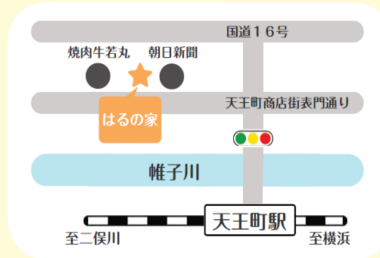 国道16号
焼肉牛若丸 朝日新聞
はるの家
天王町商店街表門通り
帷子川
天王町駅
至二俣川 至横浜